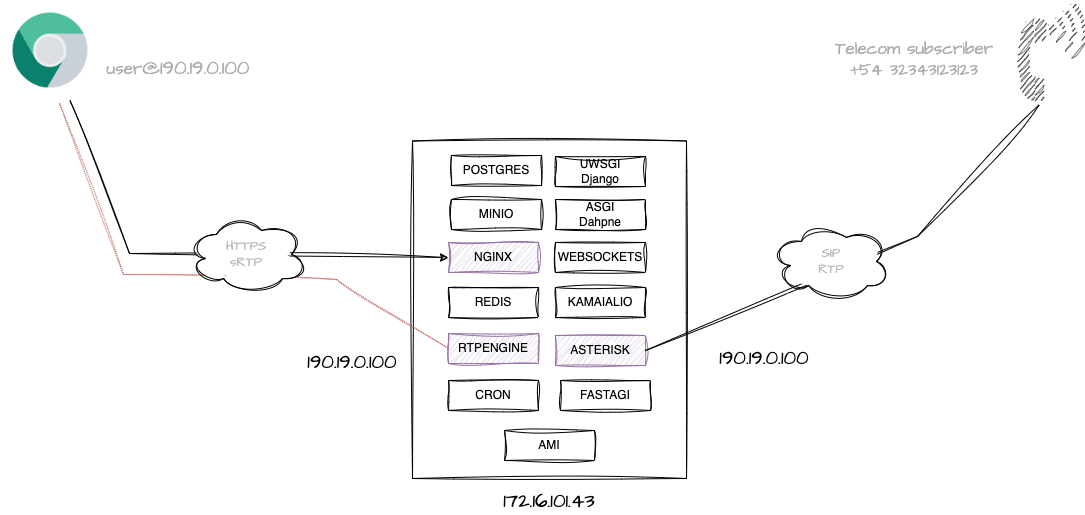 user@190.19.0.100
Telecom subscriber
+54 32343123123
POSTGRES
UWSGI
Django
MINIO
ASGI
Dahpne
HTTPS
sRTP
NGINX
WEBSOCKETS
SIP
RTP
REDIS
KAMAIALIO
RTPENGINE
ASTERISK
190.19.0.100
190.19.0.100
CRON
FASTAGI
AMI
172.16.101.43